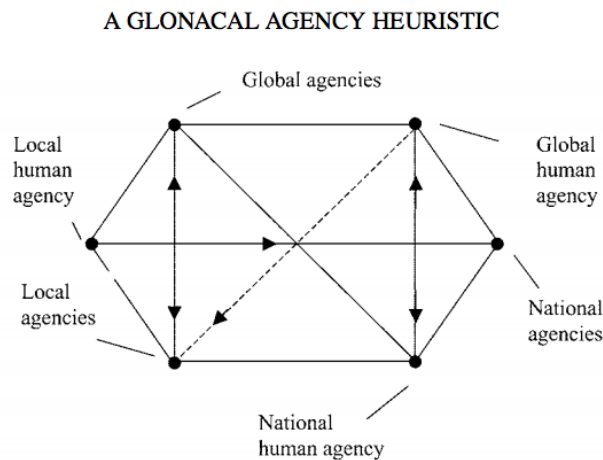 A GLONACAL AGENCY HEURISTIC
Global agencies
Local
human
agency
Global
human
agency
Local
agencies
National
agencies
National
human agency